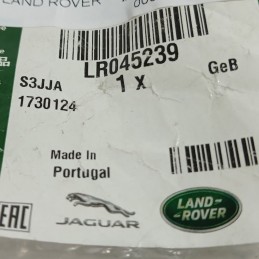 LAND ROVER
LR045239
1 X
GeB
S3JJA
1730124
Made In
Portugal
EAC
JAGUAR
LAND-
ROVER